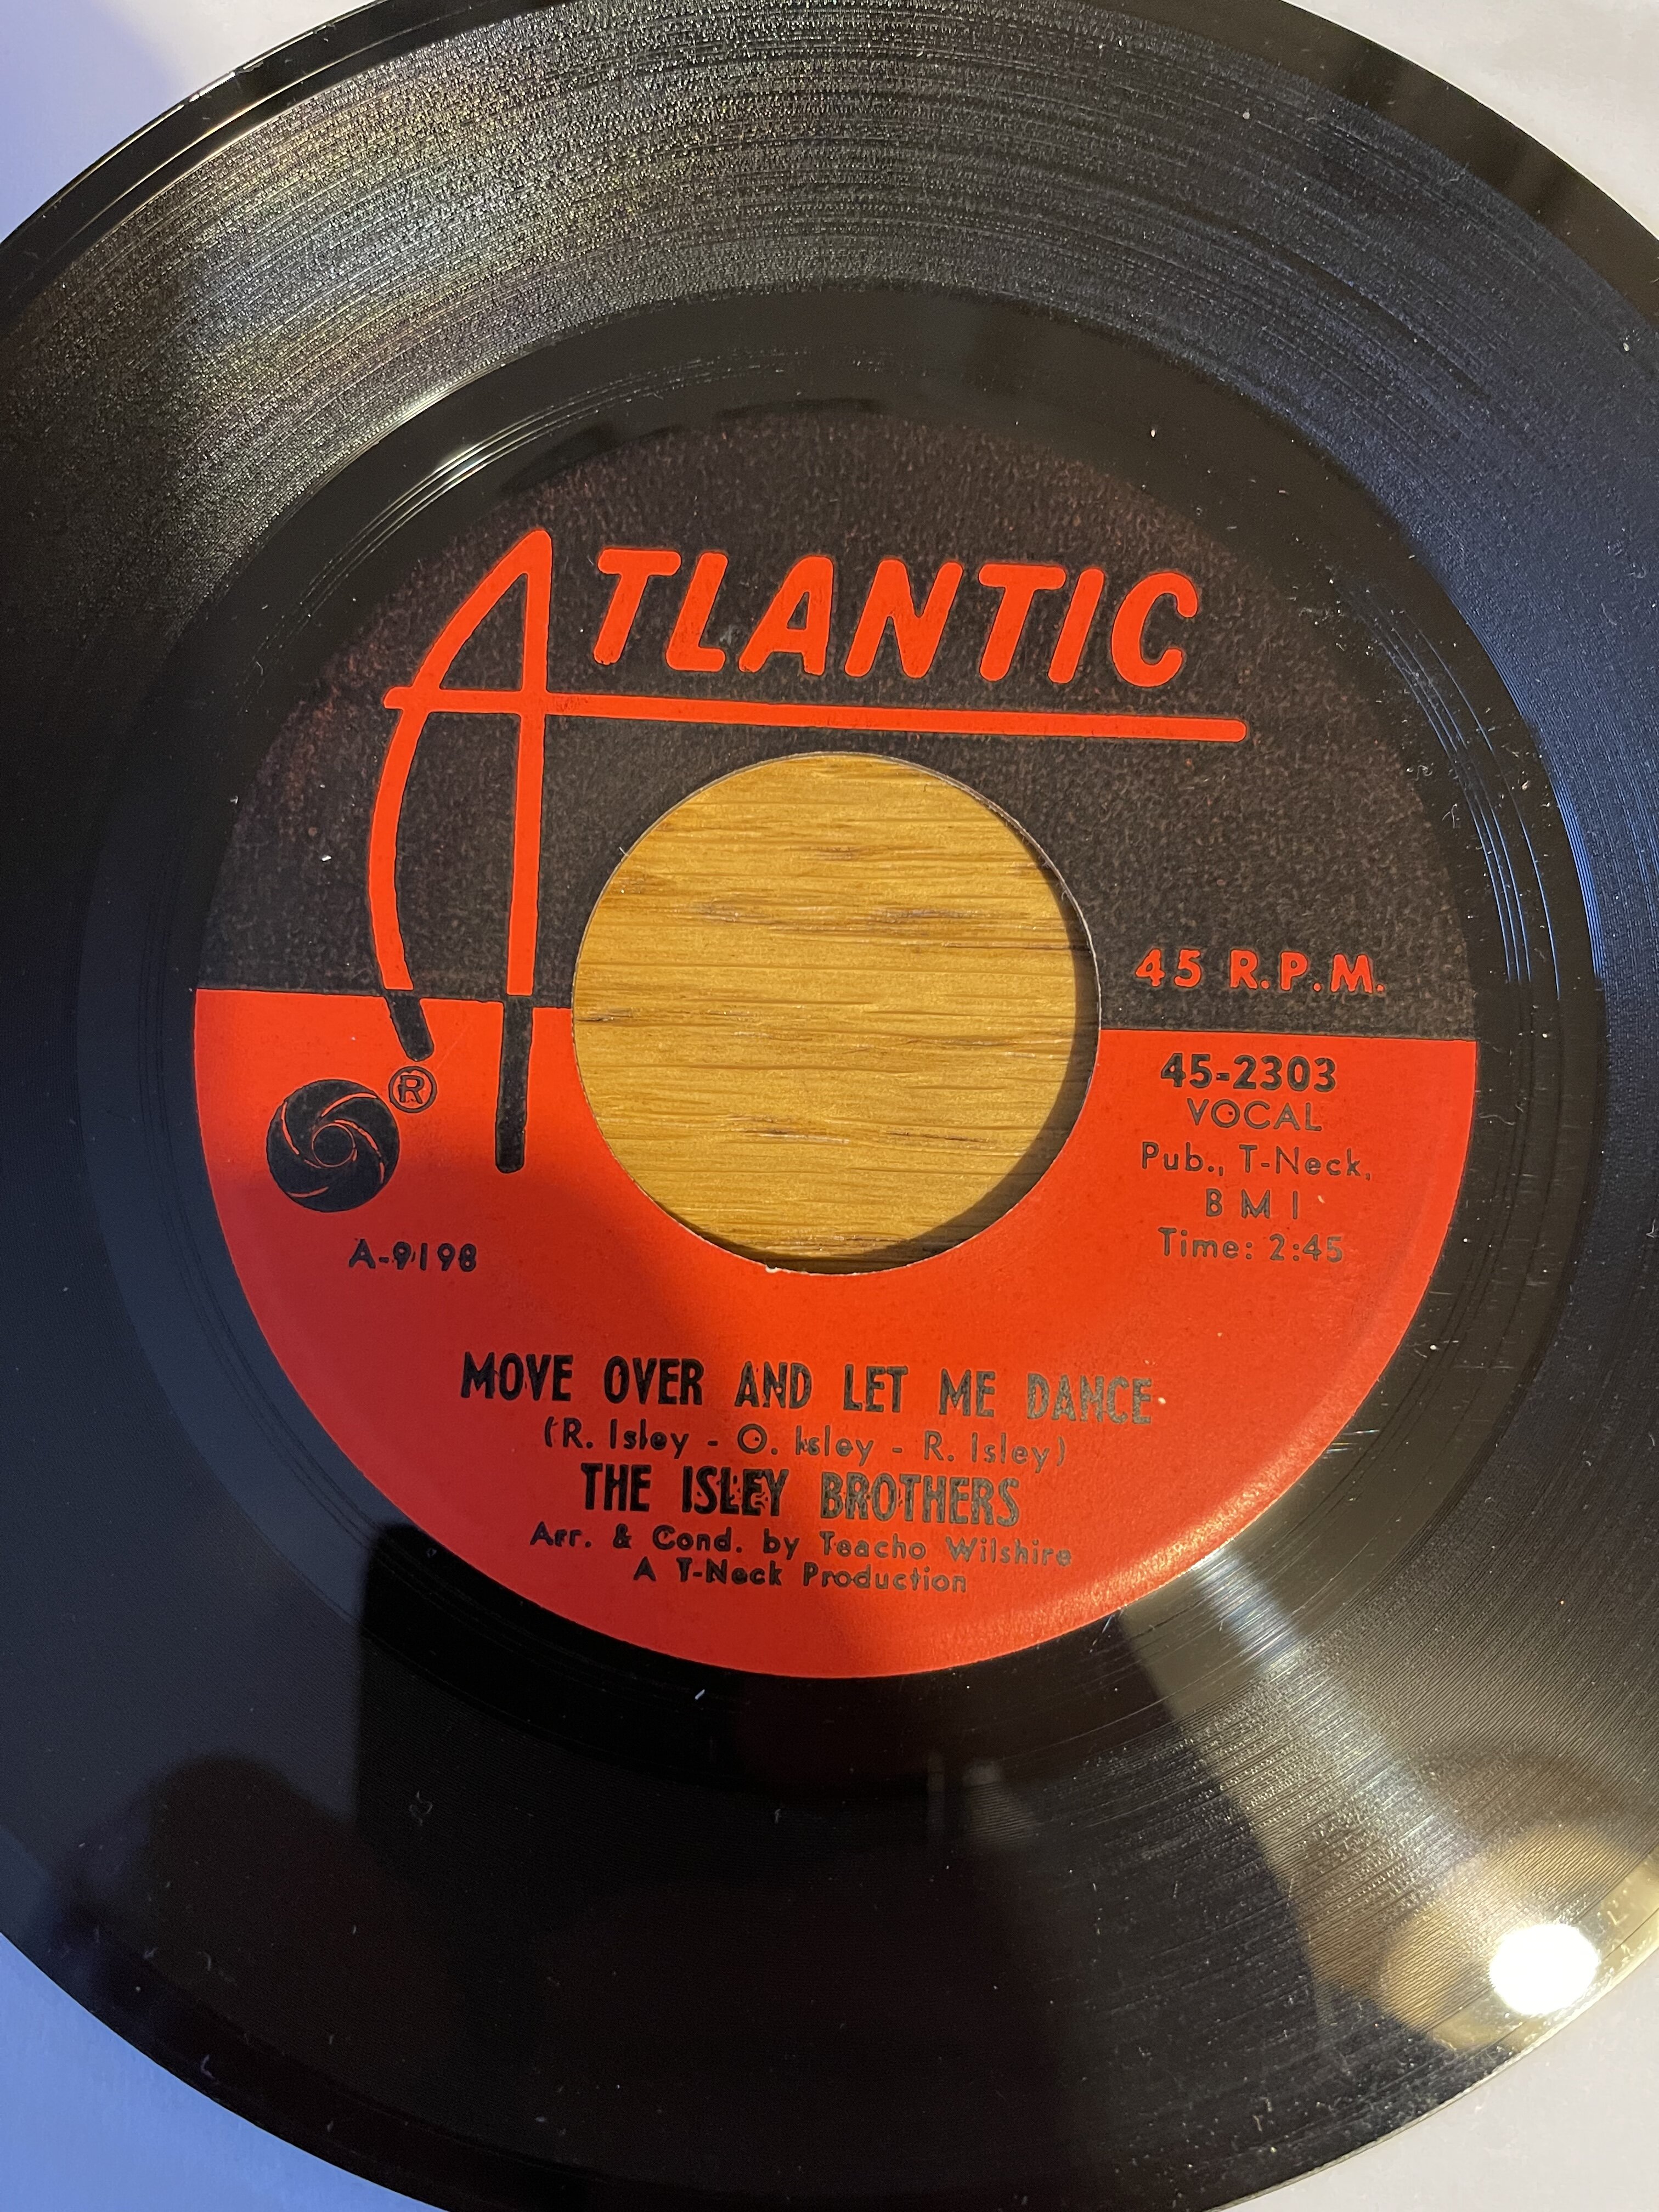 ATLANTIC
45 R.P.M.
45-2303
VOCAL
Pub., T-Neck,
B M I
Time: 2:45
®
A-9198
MOVE OVER AND LET ME DANCE
(R. Isley - O. Isley - R. Isley)
THE ISLEY BROTHERS
Arr. & Cond. by Teacho Wilshire
A T-Neck Production